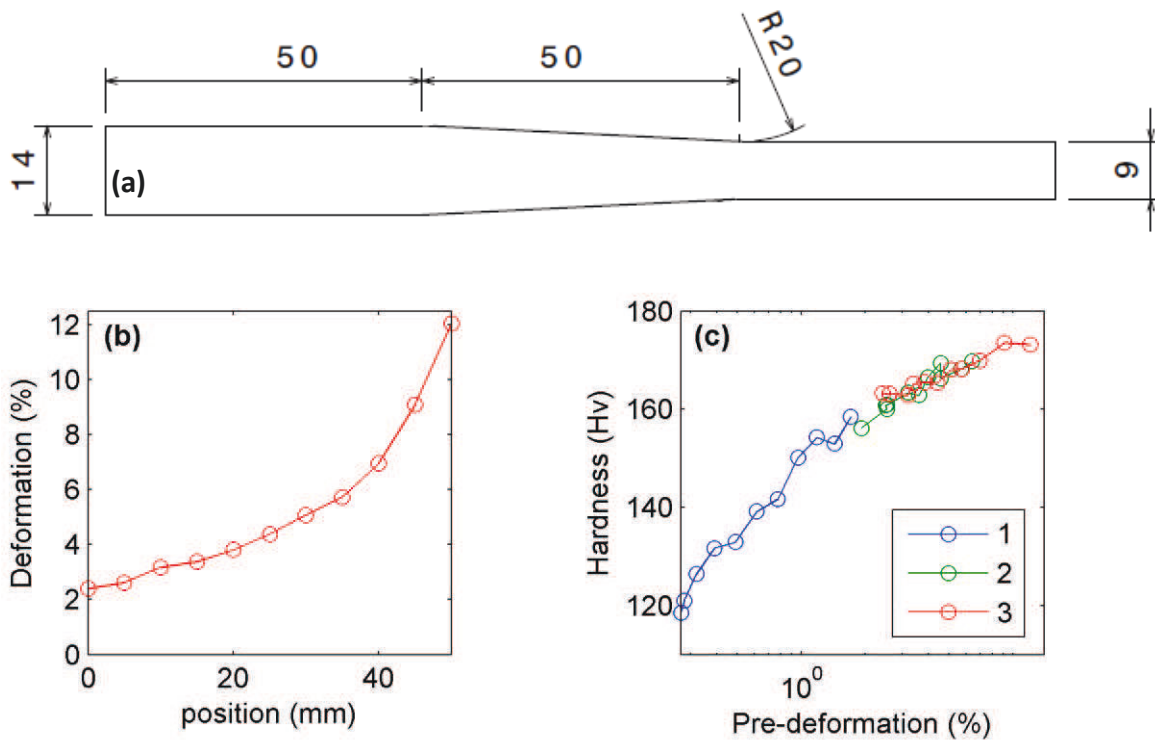 50
50
R20
14
(a)
9
(b)
Deformation (%)
12
10
8
6
4
2
0
0
20
40
position (mm)
(c)
Hardness (Hv)
180
160
140
120
10⁰
Pre-deformation (%)
1
2
3